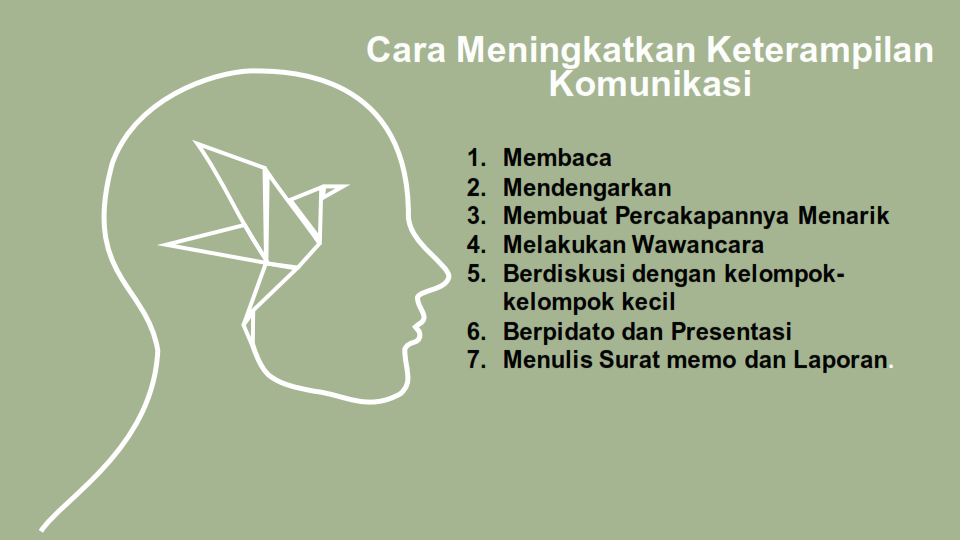 Cara Meningkatkan Keterampilan
Komunikasi
1. Membaca
2. Mendengarkan
3. Membuat Percakapannya Menarik
4. Melakukan Wawancara
5. Berdiskusi dengan kelompok-
kelompok kecil
6. Berpidato dan Presentasi
7. Menulis Surat memo dan Laporan.